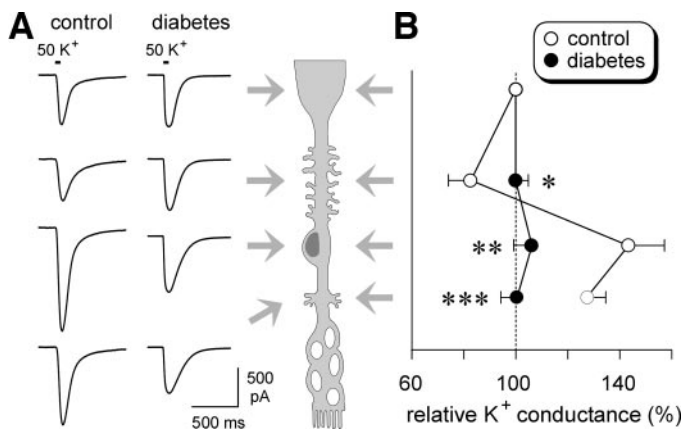 A
control
diabetes
50 K⁺
50 K⁺
500
pA
500 ms
B
control
diabetes
*
**
***
60
100
140
relative K⁺ conductance (%)